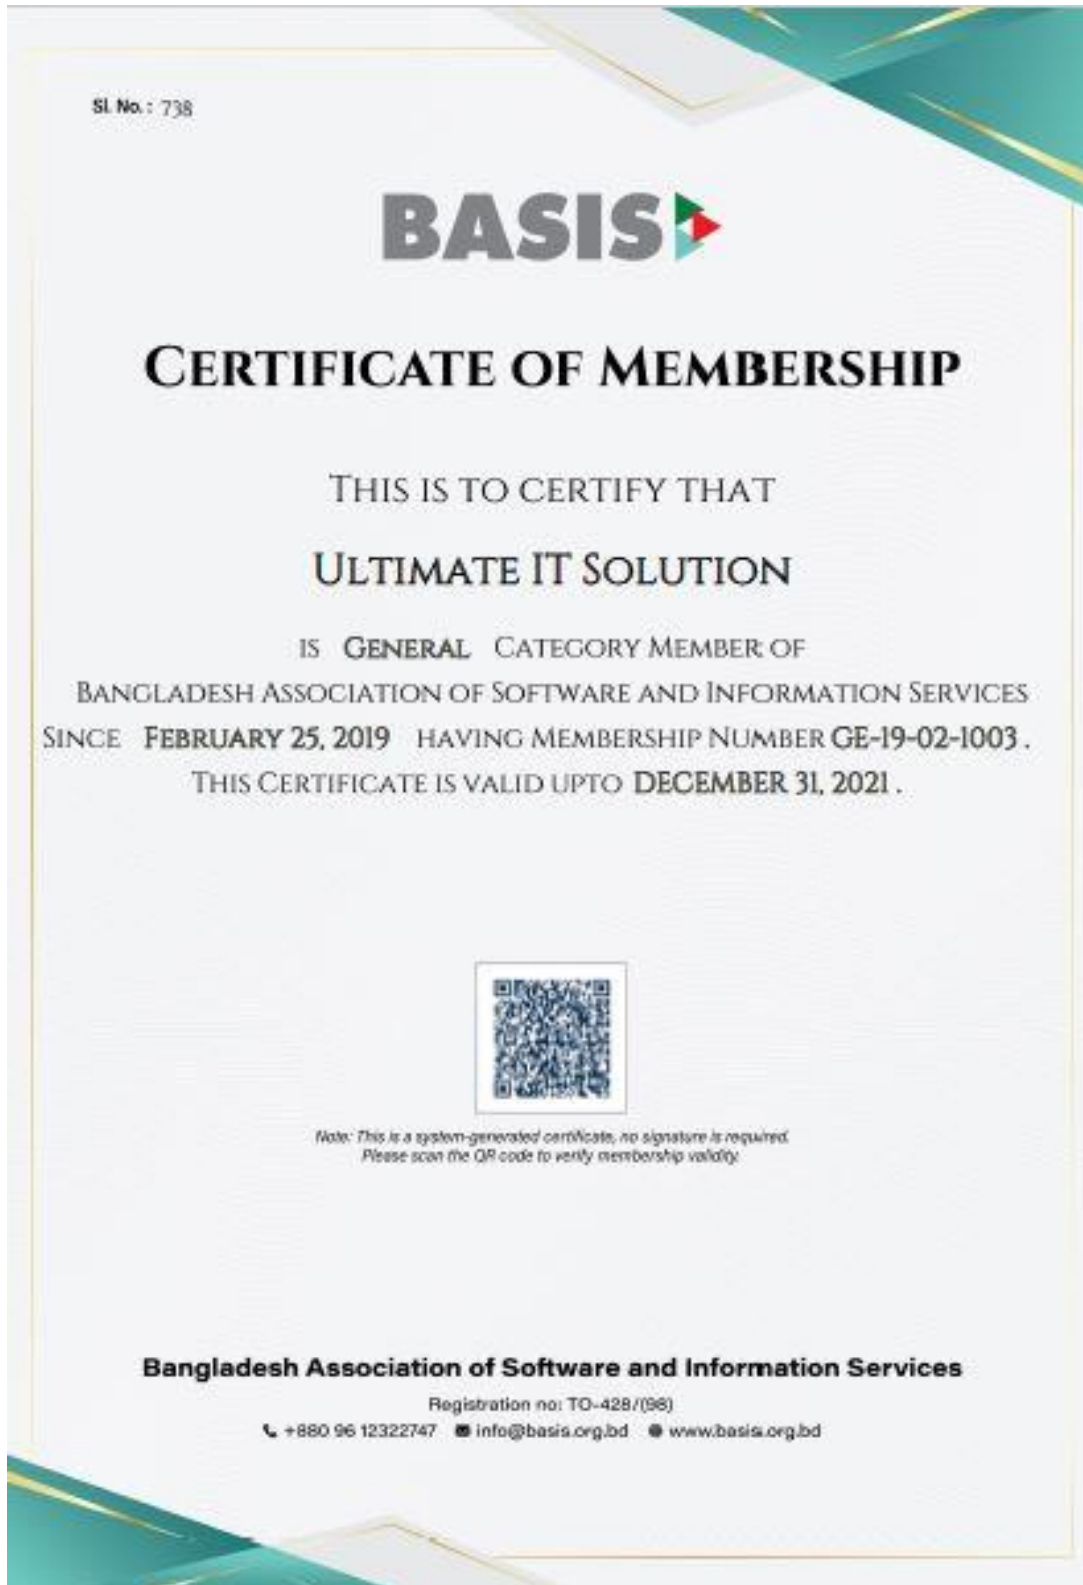 Sl. No. : 738
BASIS
CERTIFICATE OF MEMBERSHIP
THIS IS TO CERTIFY THAT
ULTIMATE IT SOLUTION
IS GENERAL CATEGORY MEMBER OF
BANGLADESH ASSOCIATION OF SOFTWARE AND INFORMATION SERVICES
SINCE FEBRUARY 25, 2019 HAVING MEMBERSHIP NUMBER GE-19-02-1003 .
THIS CERTIFICATE IS VALID UPTO DECEMBER 31, 2021 .
Note: This is a system-generated certificate, no signature is required.
Please scan the QR code to verify membership validity.
Bangladesh Association of Software and Information Services
Registration no: TO-428/(98)
+880 96 12322747 info@basis.org.bd www.basis.org.bd